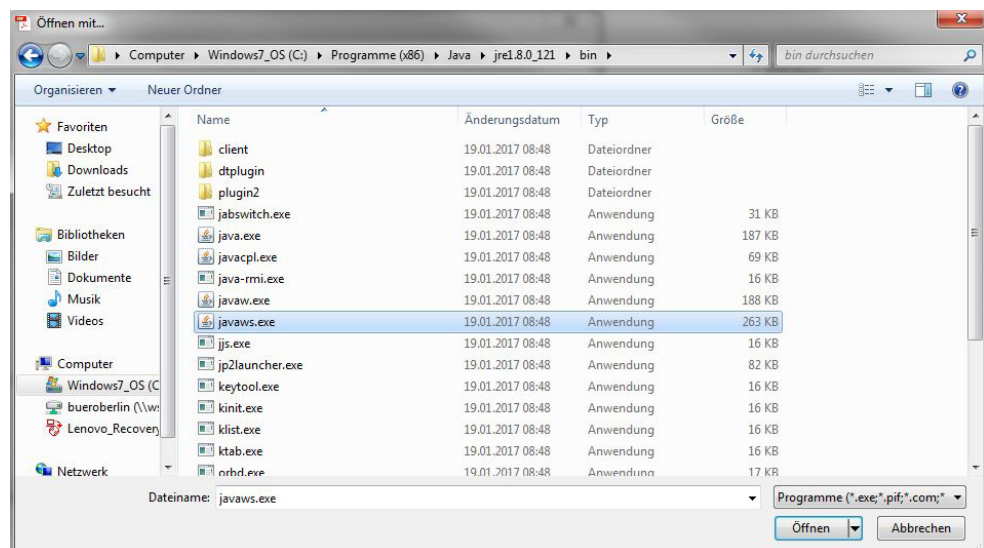 Öffnen mit...
Computer Windows7_OS (C:) Programme (x86) Java jre1.8.0_121 bin
bin durchsuchen
Organisieren Neuer Ordner
Favoriten
Desktop
Downloads
Zuletzt besucht
Bibliotheken
Bilder
Dokumente
Musik
Videos
Computer
Windows7_OS (C
bueroberlin (\\w
Lenovo_Recovery
Netzwerk
Name Änderungsdatum Typ Größe
client 19.01.2017 08:48 Dateiordner
dtplugin 19.01.2017 08:48 Dateiordner
plugin2 19.01.2017 08:48 Dateiordner
jabswitch.exe 19.01.2017 08:48 Anwendung 31 KB
java.exe 19.01.2017 08:48 Anwendung 187 KB
javacpl.exe 19.01.2017 08:48 Anwendung 69 KB
java-rmi.exe 19.01.2017 08:48 Anwendung 16 KB
javaw.exe 19.01.2017 08:48 Anwendung 188 KB
javaws.exe 19.01.2017 08:48 Anwendung 263 KB
jjs.exe 19.01.2017 08:48 Anwendung 16 KB
jp2launcher.exe 19.01.2017 08:48 Anwendung 82 KB
keytool.exe 19.01.2017 08:48 Anwendung 16 KB
kinit.exe 19.01.2017 08:48 Anwendung 16 KB
klist.exe 19.01.2017 08:48 Anwendung 16 KB
ktab.exe 19.01.2017 08:48 Anwendung 16 KB
orbd.exe 19.01.2017 08:48 Anwendung 17 KB
Dateiname: javaws.exe Programme (*.exe;*.pif;*.com;*
Öffnen Abbrechen